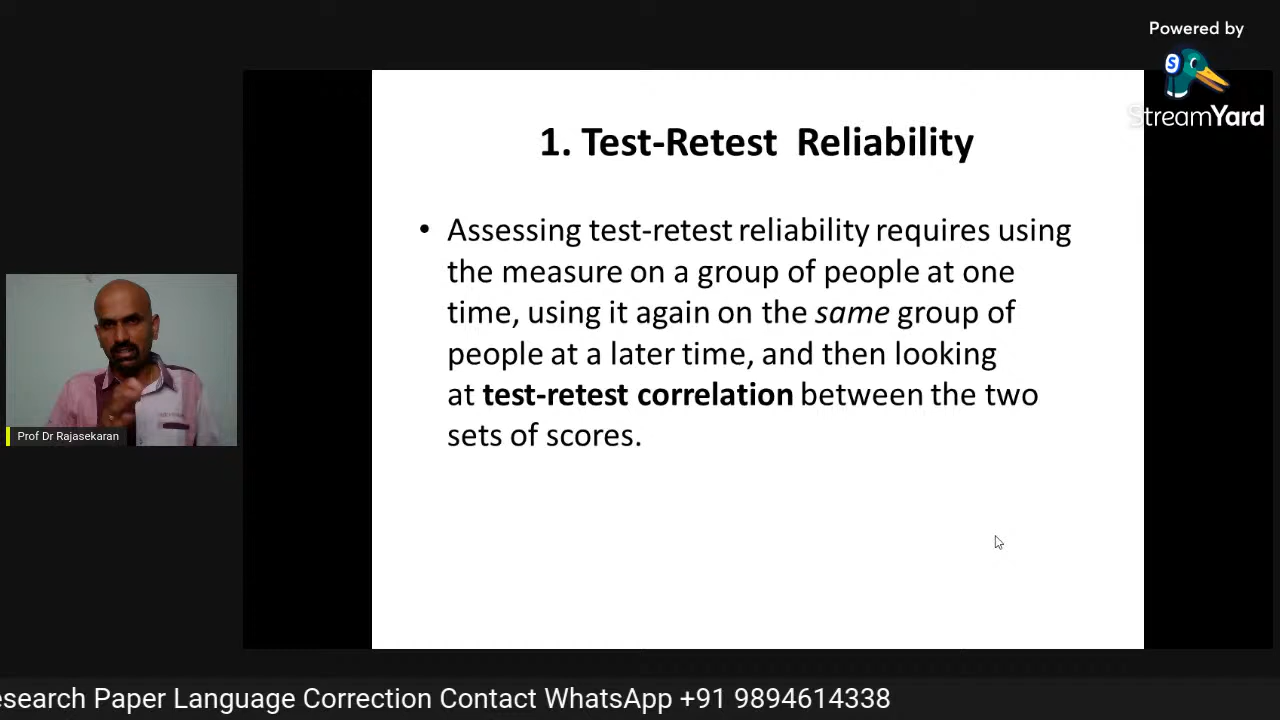 Powered by
StreamYard
1. Test-Retest Reliability
• Assessing test-retest reliability requires using
the measure on a group of people at one
time, using it again on the same group of
people at a later time, and then looking
at test-retest correlation between the two
sets of scores.
Prof Dr Rajasekaran
esearch Paper Language Correction Contact WhatsApp +91 9894614338